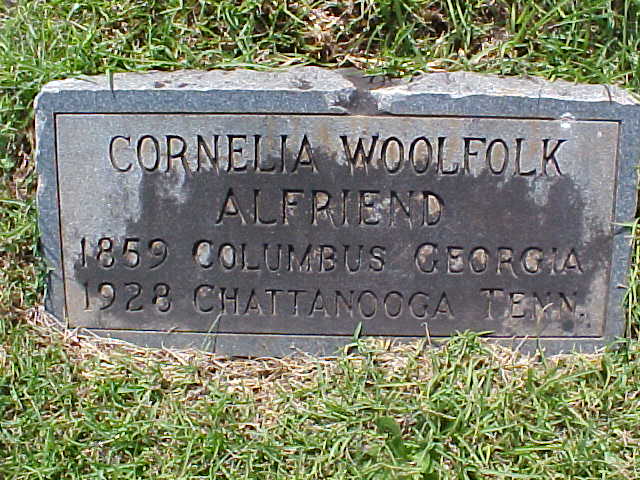 CORNELIA WOOLFOLK
ALFRIEND
1859 COLUMBUS GEORGIA
1928 CHATTANOOGA TENN.